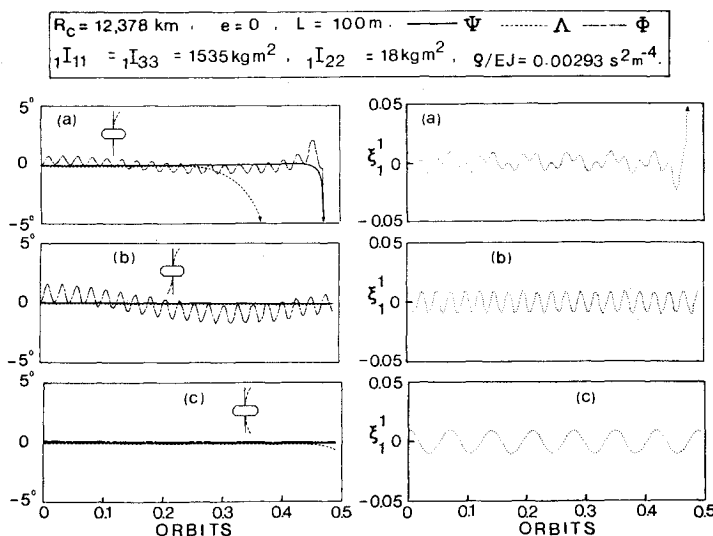 R_C = 12,378 km , e = 0 , L = 100 m , Ψ Λ Φ
₁I₁₁ = ₁I₃₃ = 1535 kg m² , ₁I₂₂ = 18 kg m² , ϱ/EJ = 0.00293 s² m⁻⁴ .
5°
(a)
0
-5°
0.05
(a)
ξ₁¹ 0
-0.05
5°
(b)
0
-5°
0.05
(b)
ξ₁¹ 0
-0.05
5°
(c)
0
-5°
0 0.1 0.2 0.3 0.4 0.5
ORBITS
0.05
(c)
ξ₁¹ 0
-0.05
0 0.1 0.2 0.3 0.4 0.5
ORBITS